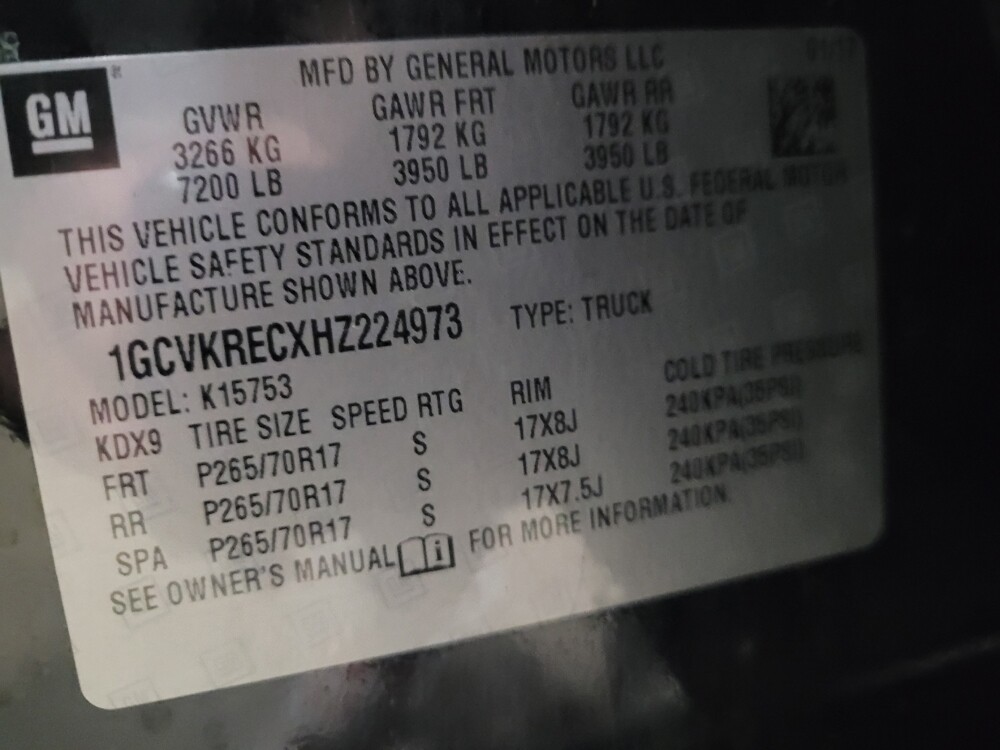 GM
MFD BY GENERAL MOTORS LLC 01/17
GVWR GAWR FRT GAWR RR
3266 KG 1792 KG 1792 KG
7200 LB 3950 LB 3950 LB
THIS VEHICLE CONFORMS TO ALL APPLICABLE U.S. FEDERAL MOTOR
VEHICLE SAFETY STANDARDS IN EFFECT ON THE DATE OF
MANUFACTURE SHOWN ABOVE.
1GCVKRECXHZ224973 TYPE: TRUCK
MODEL: K15753
KDX9 TIRE SIZE SPEED RTG RIM COLD TIRE PRESSURE
FRT P265/70R17 S 17X8J 240KPA(35PSI)
RR P265/70R17 S 17X8J 240KPA(35PSI)
SPA P265/70R17 S 17X7.5J 240KPA(35PSI)
SEE OWNER'S MANUAL i FOR MORE INFORMATION.